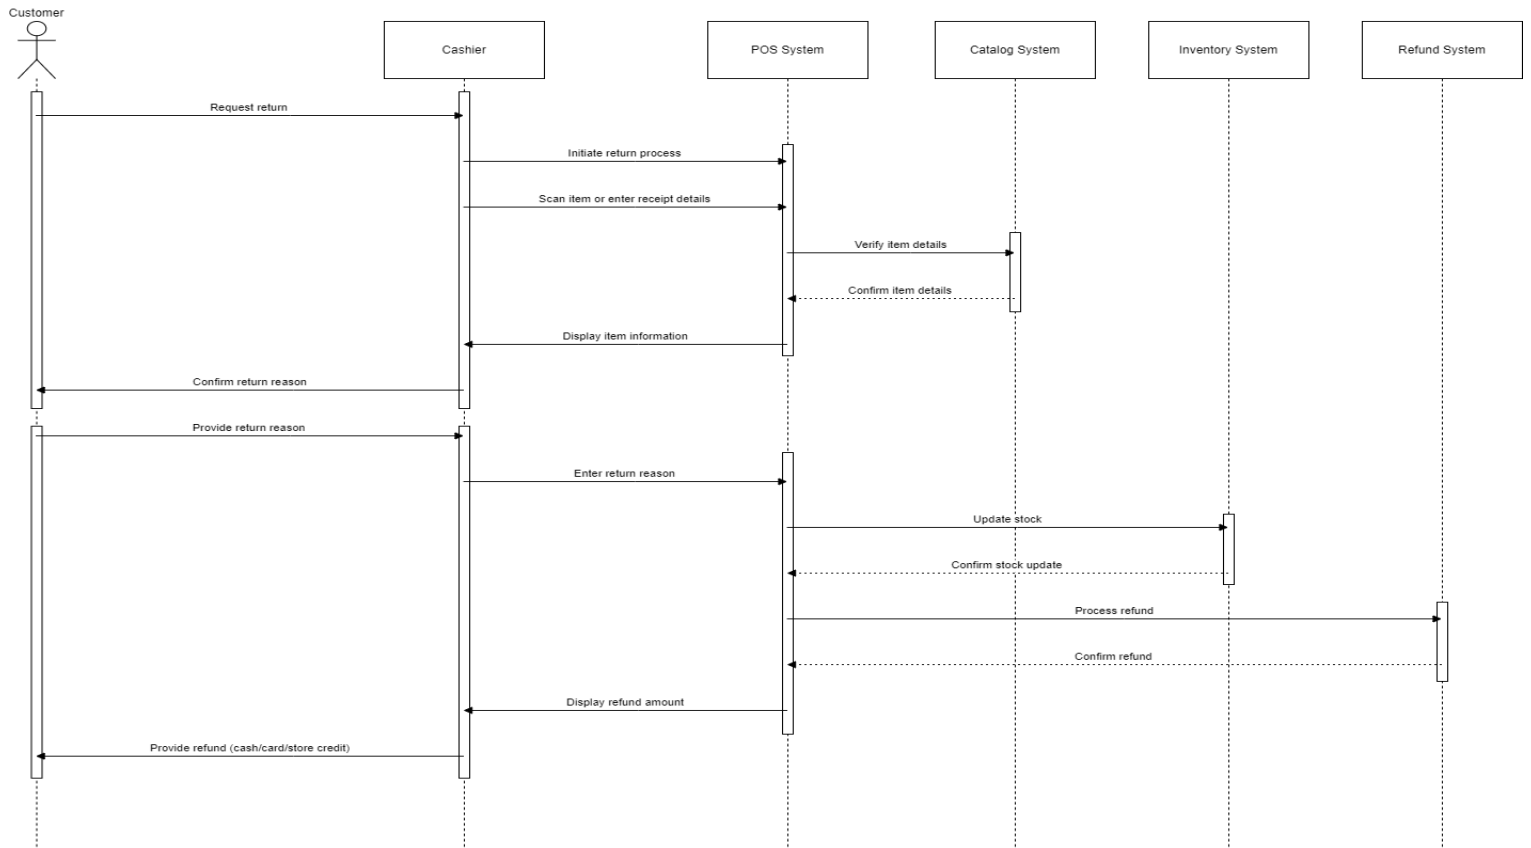 Customer
Cashier
POS System
Catalog System
Inventory System
Refund System
Request return
Initiate return process
Scan item or enter receipt details
Verify item details
Confirm item details
Display item information
Confirm return reason
Provide return reason
Enter return reason
Update stock
Confirm stock update
Process refund
Confirm refund
Display refund amount
Provide refund (cash/card/store credit)